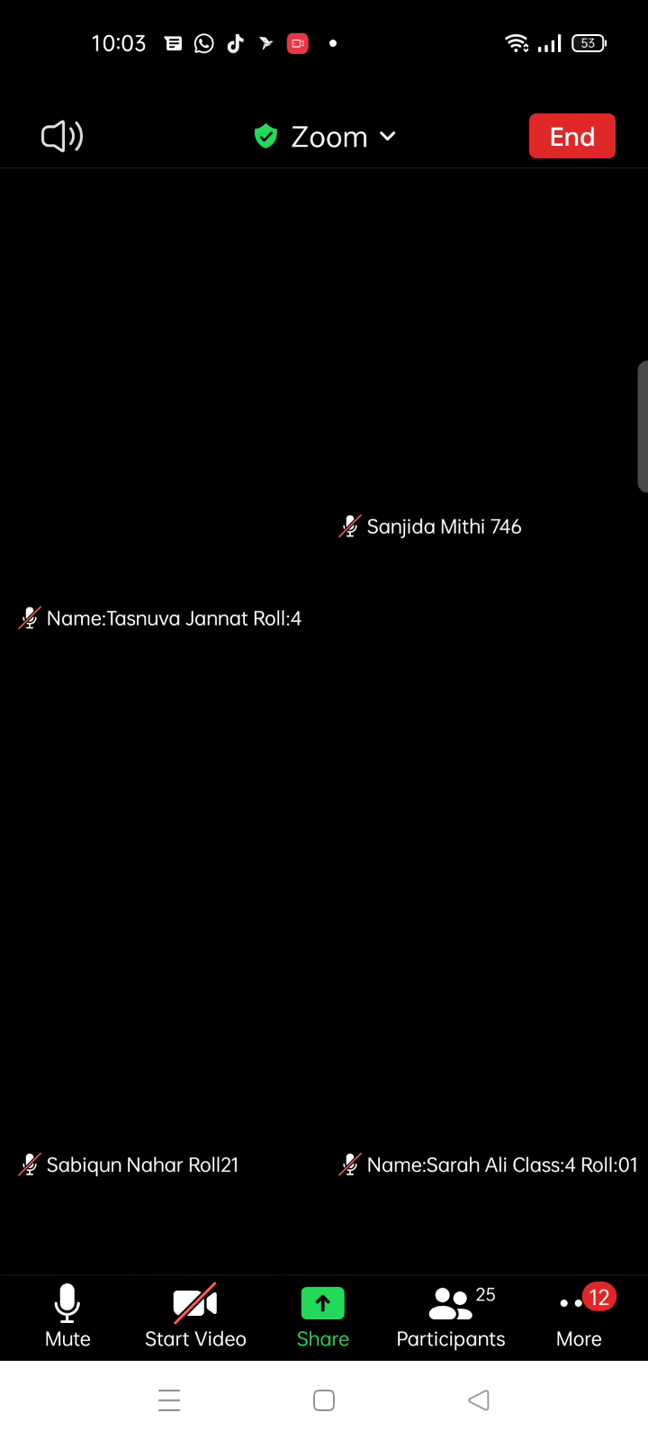 10:03
53
Zoom
End
Sanjida Mithi 746
Name:Tasnuva Jannat Roll:4
Sabiqun Nahar Roll21
Name:Sarah Ali Class:4 Roll:01
25
12
Mute
Start Video
Share
Participants
More